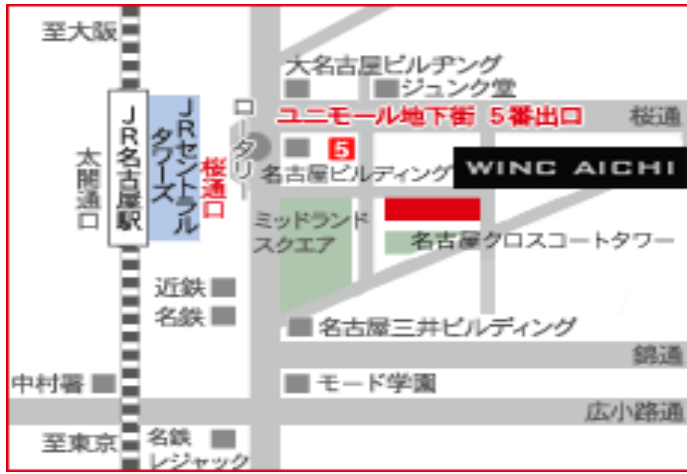 至大阪
大名古屋ビルヂング
ジュンク堂
ユニモール地下街 5番出口
桜通
JR名古屋駅
JRセントラル
タワーズ
ロータリー
桜通口
太閤通口
5
名古屋ビルディング
WINC AICHI
ミッドランド
スクエア
名古屋クロスコートタワー
近鉄
名鉄
名古屋三井ビルディング
錦通
中村署
モード学園
広小路通
至東京
名鉄
レジャック